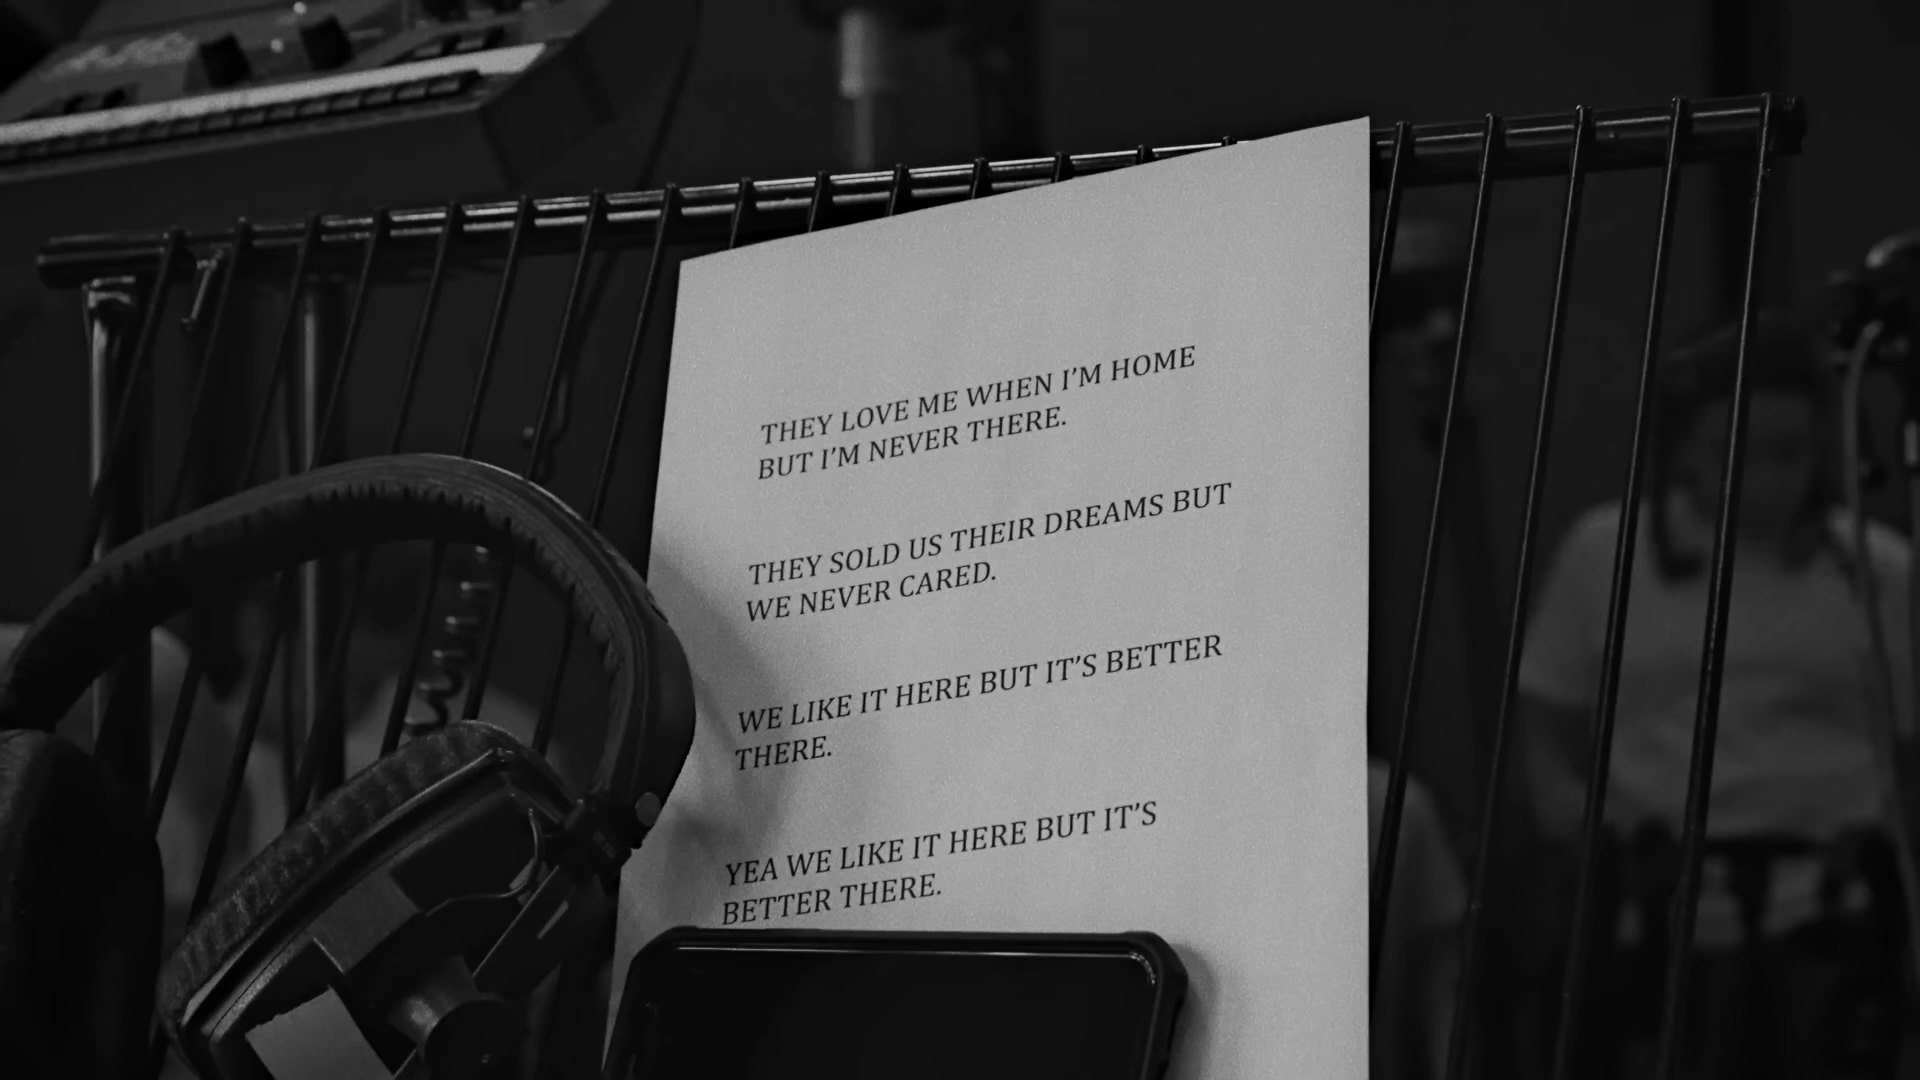 THEY LOVE ME WHEN I'M HOME
BUT I'M NEVER THERE.
THEY SOLD US THEIR DREAMS BUT
WE NEVER CARED.
WE LIKE IT HERE BUT IT'S BETTER
THERE.
YEA WE LIKE IT HERE BUT IT'S
BETTER THERE.